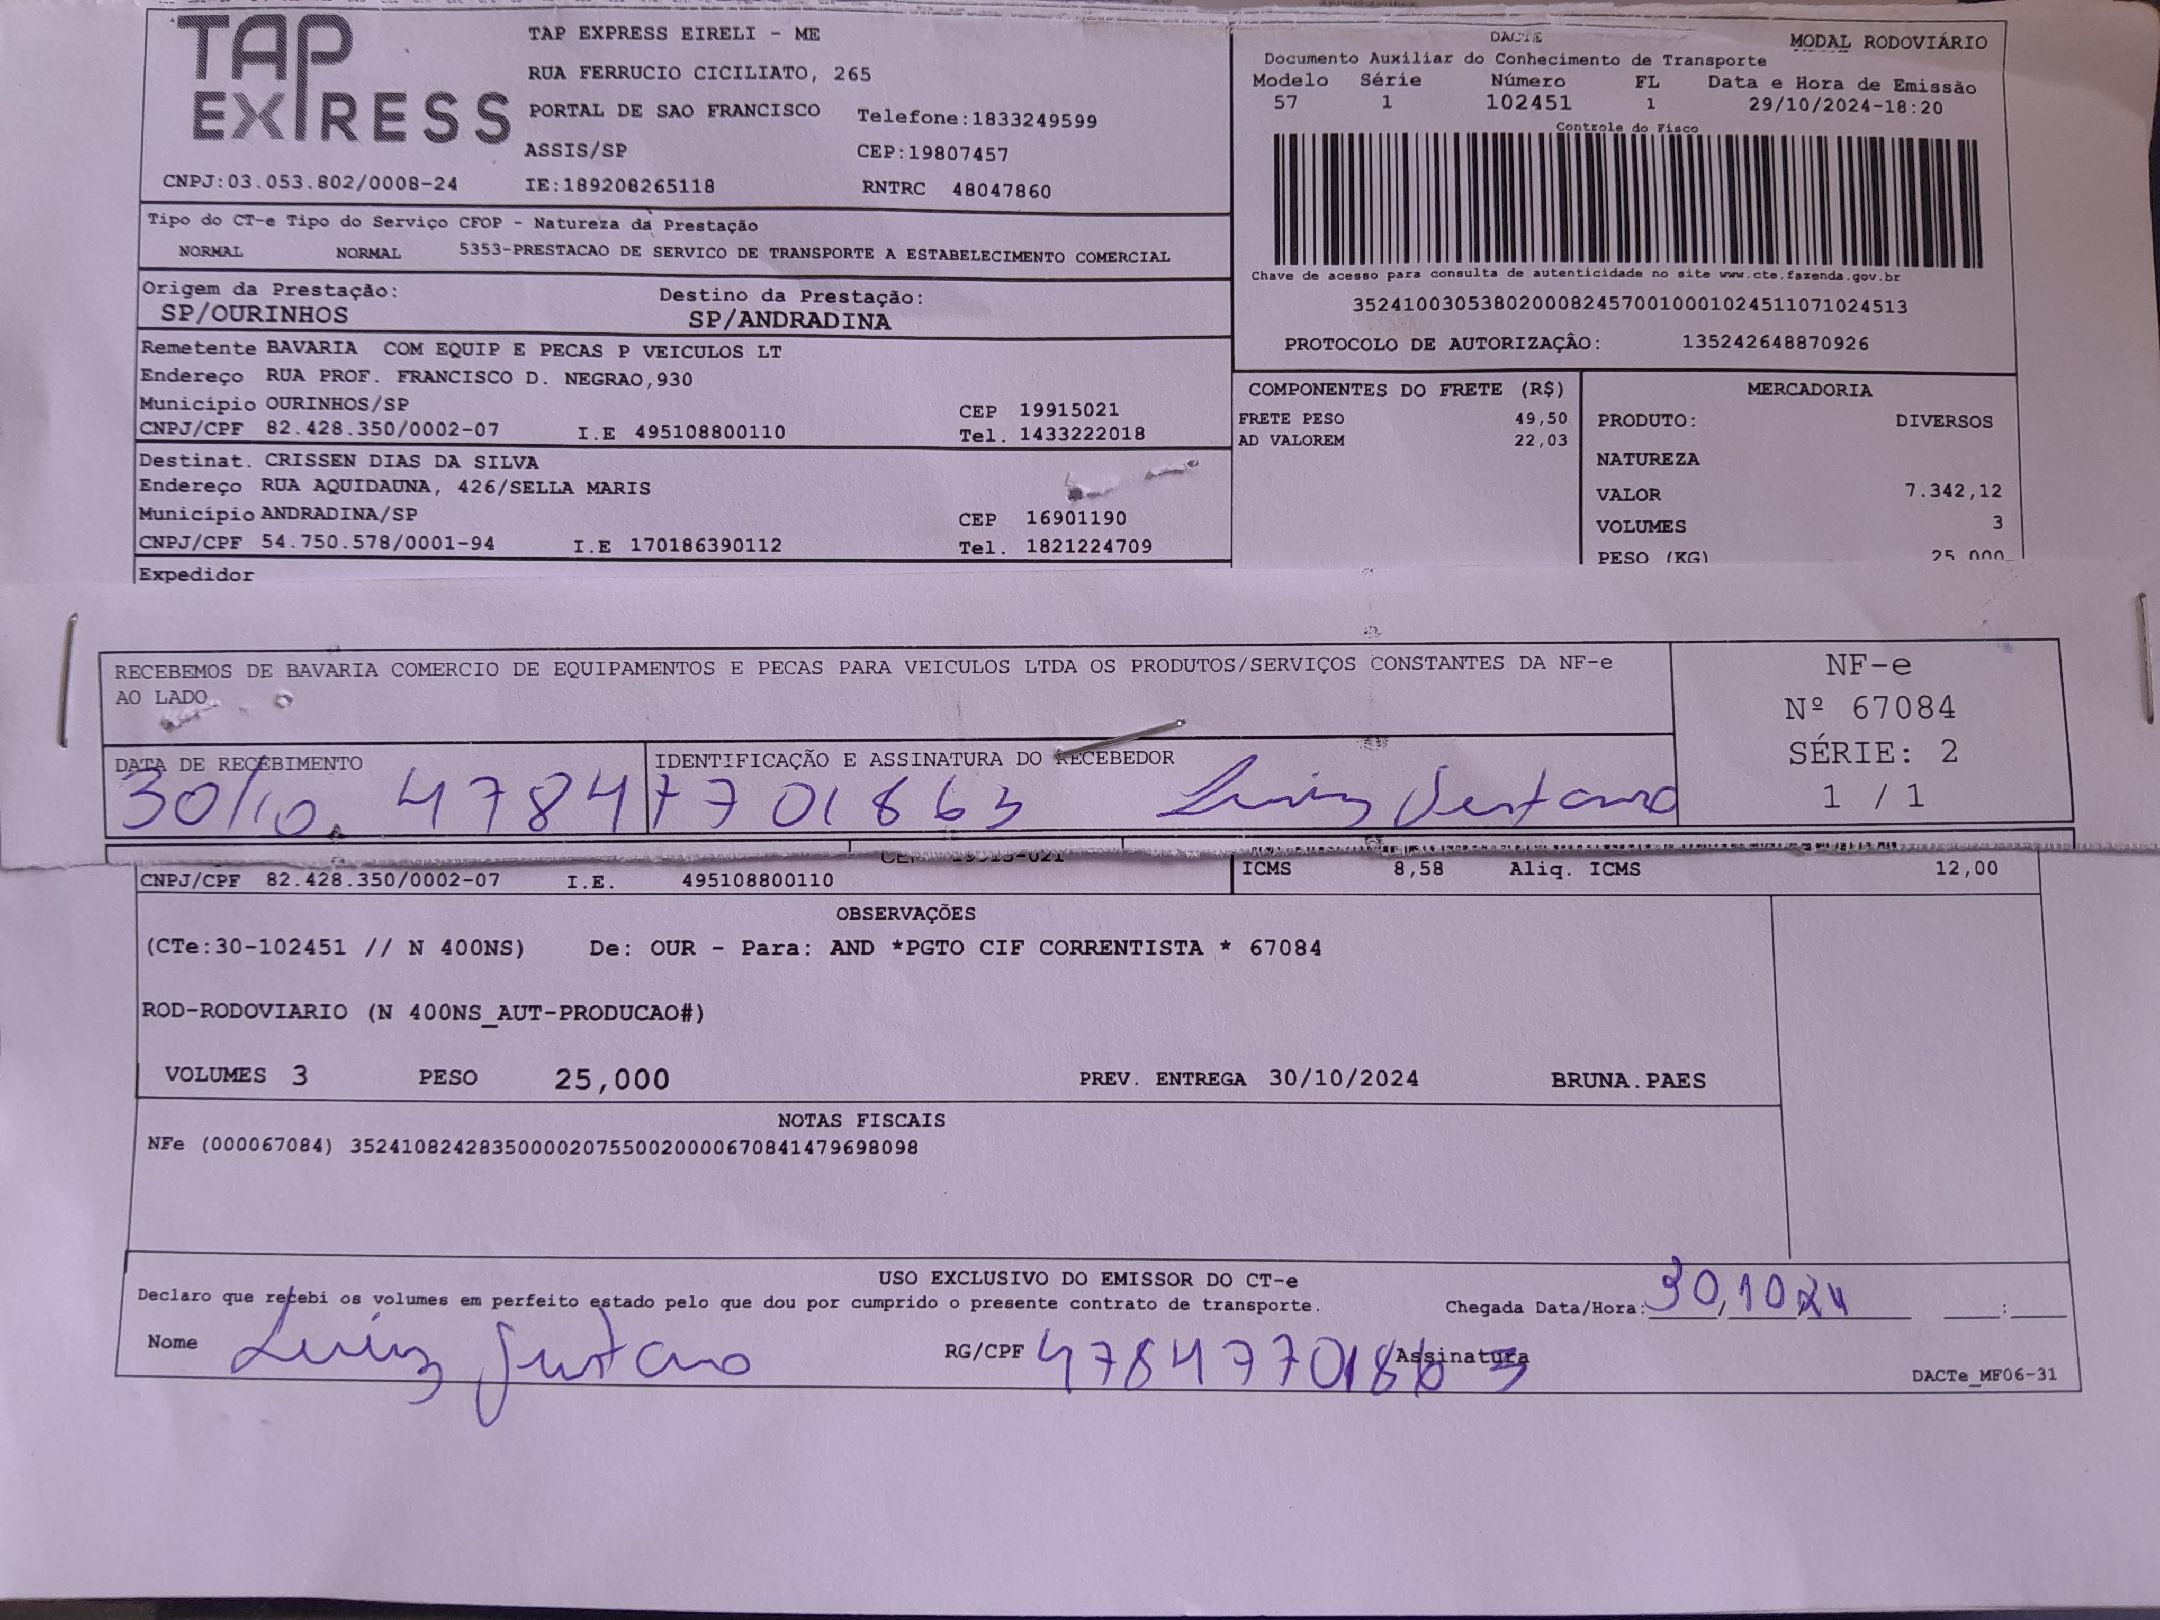 TAP EXPRESS
TAP EXPRESS EIRELI - ME
RUA FERRUCIO CICILIATO, 265
PORTAL DE SAO FRANCISCO Telefone:1833249599
ASSIS/SP CEP:19807457
CNPJ:03.053.802/0008-24 IE:189208265118 RNTRC 48047860
DACTE MODAL RODOVIÁRIO
Documento Auxiliar do Conhecimento de Transporte
Modelo Série Número FL Data e Hora de Emissão
57 1 102451 1 29/10/2024-18:20
Controle do Fisco
Chave de acesso para consulta de autenticidade no site www.cte.fazenda.gov.br
35241003053802000824570010001024511071024513
PROTOCOLO DE AUTORIZAÇÂO: 135242648870926
Tipo do CT-e Tipo do Serviço CFOP - Natureza da Prestação
NORMAL NORMAL 5353-PRESTACAO DE SERVICO DE TRANSPORTE A ESTABELECIMENTO COMERCIAL
Origem da Prestação: Destino da Prestação:
SP/OURINHOS SP/ANDRADINA
Remetente BAVARIA COM EQUIP E PECAS P VEICULOS LT
Endereço RUA PROF. FRANCISCO D. NEGRAO,930
Município OURINHOS/SP CEP 19915021
CNPJ/CPF 82.428.350/0002-07 I.E 495108800110 Tel. 1433222018
Destinat. CRISSEN DIAS DA SILVA
Endereço RUA AQUIDAUNA, 426/SELLA MARIS
Município ANDRADINA/SP CEP 16901190
CNPJ/CPF 54.750.578/0001-94 I.E 170186390112 Tel. 1821224709
Expedidor
COMPONENTES DO FRETE (R$)
FRETE PESO 49,50
AD VALOREM 22,03
MERCADORIA
PRODUTO: DIVERSOS
NATUREZA
VALOR 7.342,12
VOLUMES 3
PESO (KG) 25,000
RECEBEMOS DE BAVARIA COMERCIO DE EQUIPAMENTOS E PECAS PARA VEICULOS LTDA OS PRODUTOS/SERVIÇOS CONSTANTES DA NF-e
AO LADO
DATA DE RECEBIMENTO IDENTIFICAÇÃO E ASSINATURA DO RECEBEDOR
30/10. 47847701863 Luiz Gustavo
NF-e
Nº 67084
SÉRIE: 2
1 / 1
CNPJ/CPF 82.428.350/0002-07 I.E. 495108800110
ICMS 8,58 Aliq. ICMS 12,00
OBSERVAÇÕES
(CTe:30-102451 // N 400NS) De: OUR - Para: AND *PGTO CIF CORRENTISTA * 67084
ROD-RODOVIARIO (N 400NS_AUT-PRODUCAO#)
VOLUMES 3 PESO 25,000 PREV. ENTREGA 30/10/2024 BRUNA.PAES
NOTAS FISCAIS
NFe (000067084) 35241082428350000207550020000670841479698098
USO EXCLUSIVO DO EMISSOR DO CT-e
Declaro que recebi os volumes em perfeito estado pelo que dou por cumprido o presente contrato de transporte. Chegada Data/Hora: 30/10/24 :
Nome Luiz Gustavo RG/CPF 47847701863 Assinatura
DACTe_MF06-31